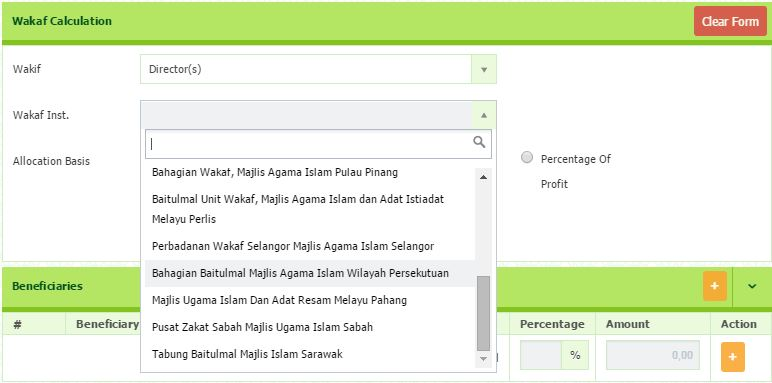 Wakaf Calculation
Clear Form
Wakif
Director(s)
Wakaf Inst.
Allocation Basis
Percentage Of
Profit
Bahagian Wakaf, Majlis Agama Islam Pulau Pinang
Baitulmal Unit Wakaf, Majlis Agama Islam dan Adat Istiadat
Melayu Perlis
Perbadanan Wakaf Selangor Majlis Agama Islam Selangor
Bahagian Baitulmal Majlis Agama Islam Wilayah Persekutuan
Majlis Ugama Islam Dan Adat Resam Melayu Pahang
Pusat Zakat Sabah Majlis Ugama Islam Sabah
Tabung Baitulmal Majlis Islam Sarawak
Beneficiaries
+
# Beneficiary Percentage Amount Action
% 0,00 +